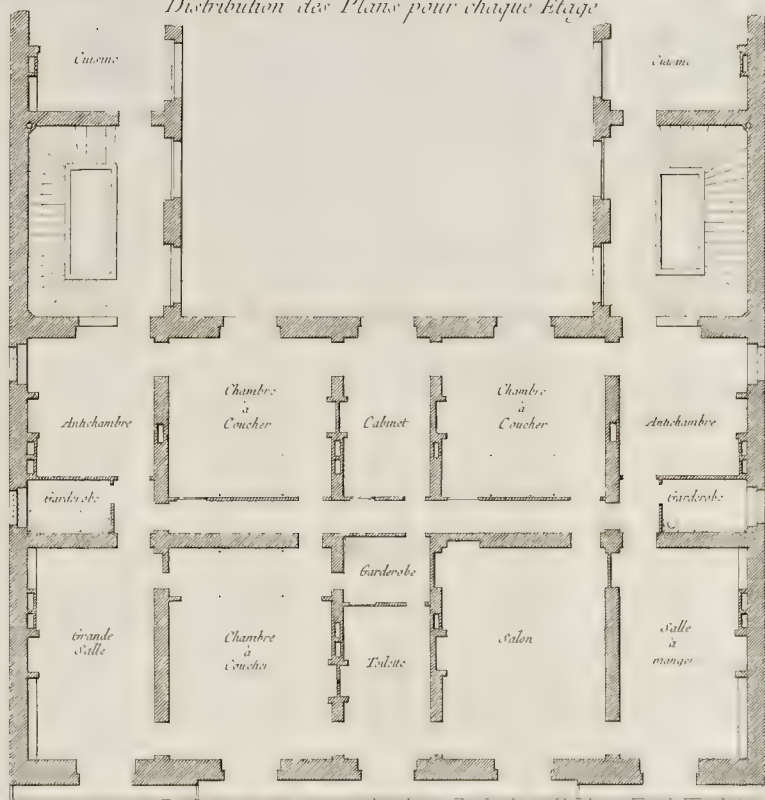 Distribution des Plans pour chaque Etage
Cuisine
Cuisine
Antichambre
Chambre
à
Coucher
Cabinet
Chambre
à
Coucher
Antichambre
Garderobe
Garderobe
Garderobe
Grande
Salle
Chambre
à
Coucher
Toilette
Salon
Salle
à
manger